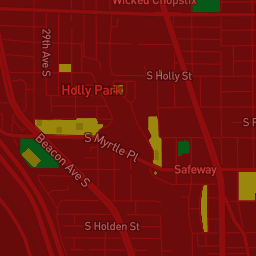 Wicked Chopstix
29th Ave S
S Holly St
Holly Park
S
S Myrtle Pl
Beacon Ave S
Safeway
S Holden St